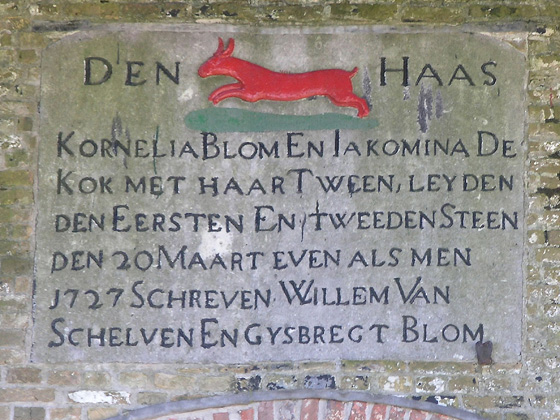 D'EN HAAS
KORNELIA BLOM EN IAKOMINA DE
KOK MET HAAR TWEEN, LEYDEN
DEN EERSTEN EN TWEEDEN STEEN
DEN 20 MAART EVEN ALS MEN
1727 SCHREVEN WILLEM VAN
SCHELVEN EN GYSBREGT BLOM